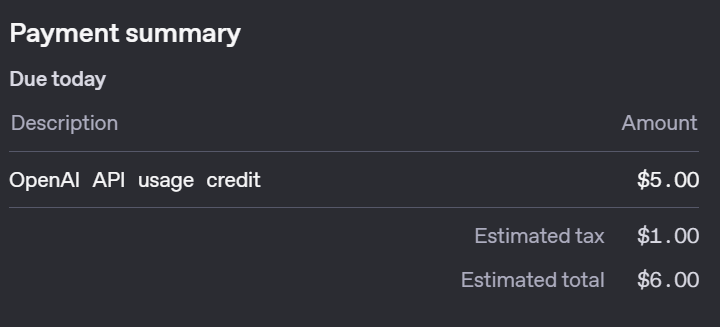 Payment summary
Due today
Description Amount
OpenAI API usage credit $5.00
Estimated tax $1.00
Estimated total $6.00